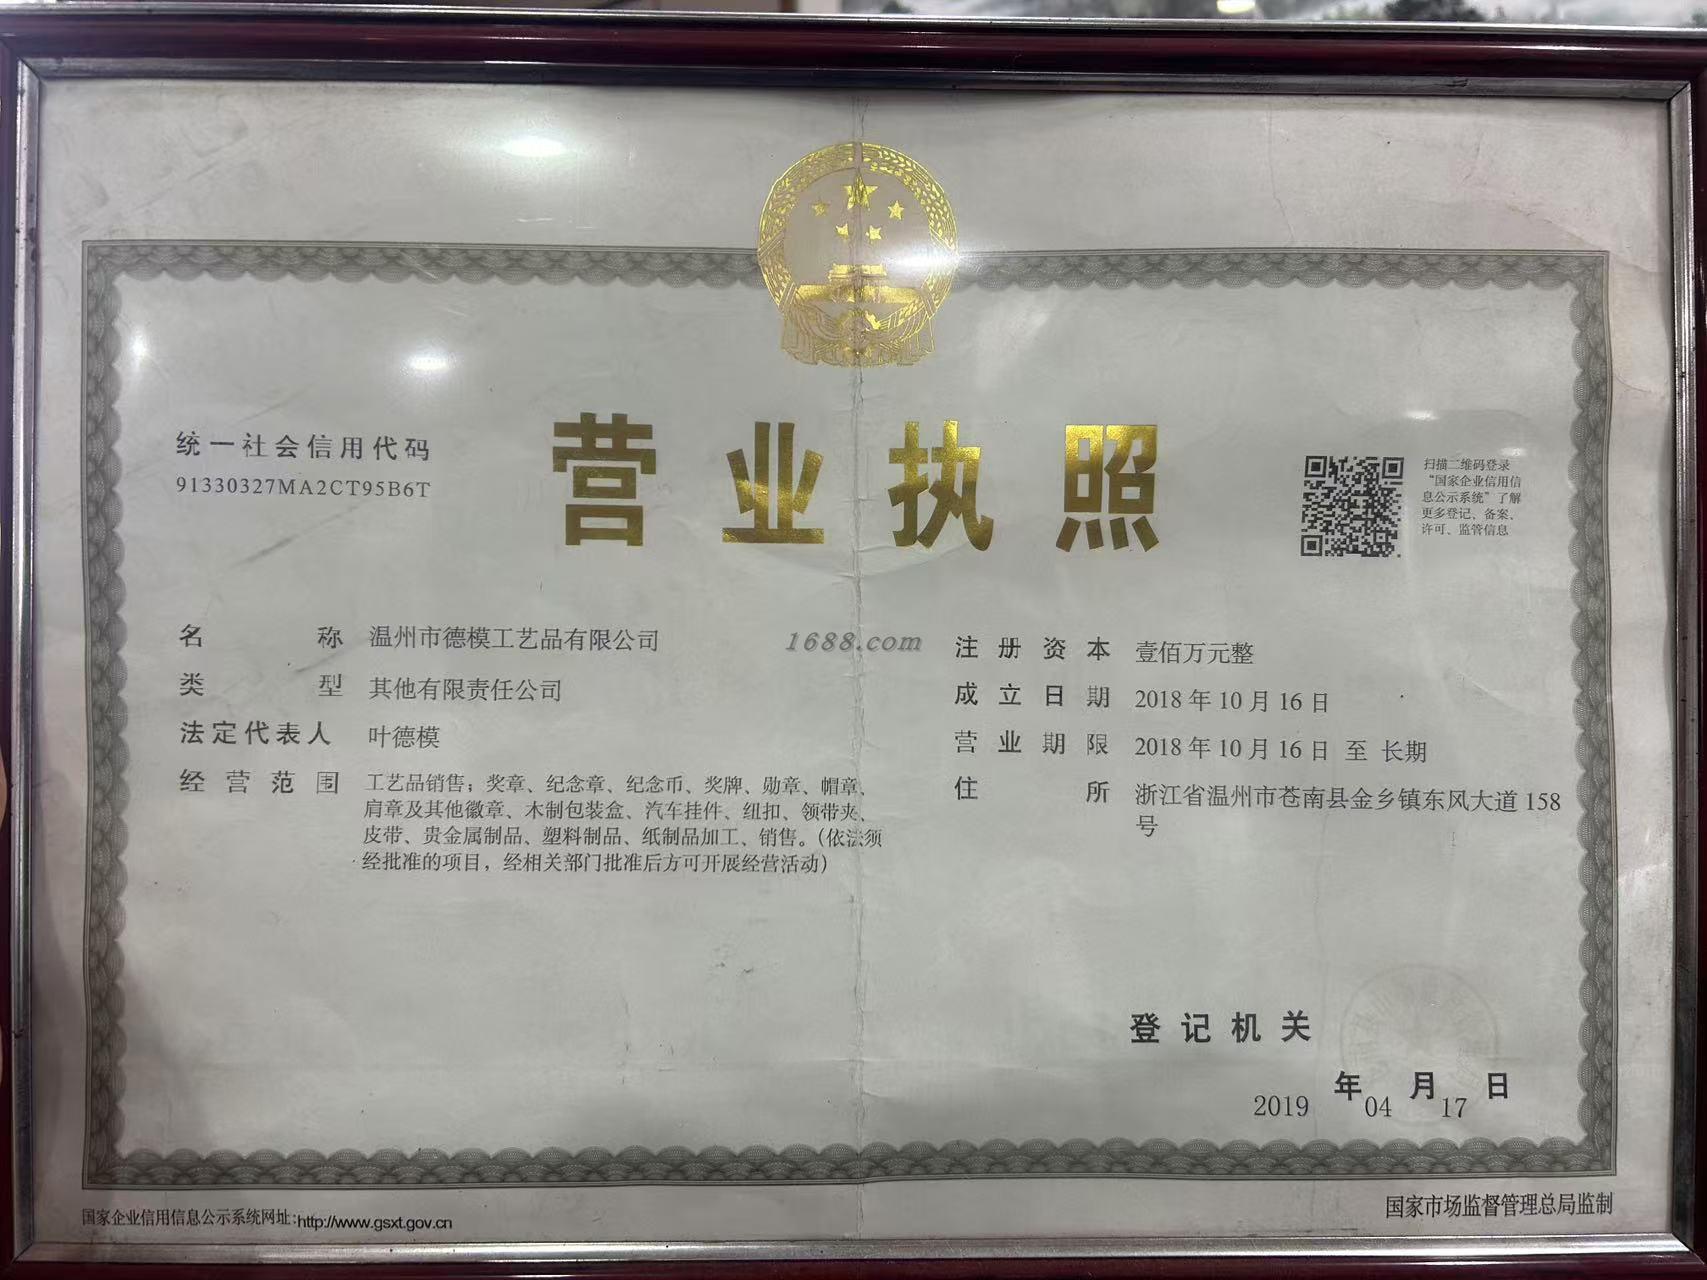 统一社会信用代码
91330327MA2CT95B6T
营业执照
扫描二维码登录
“国家企业信用信
息公示系统”了解
更多登记、备案、
许可、监管信息
名称 温州市德模工艺品有限公司
类型 其他有限责任公司
法定代表人 叶德模
经营范围 工艺品销售；奖章、纪念章、纪念币、奖牌、勋章、帽章、
肩章及其他徽章、木制包装盒、汽车挂件、纽扣、领带夹、
皮带、贵金属制品、塑料制品、纸制品加工、销售。（依法须
经批准的项目，经相关部门批准后方可开展经营活动）
1688.com
注册资本 壹佰万元整
成立日期 2018年10月16日
营业期限 2018年10月16日 至 长期
住所 浙江省温州市苍南县金乡镇东风大道158
号
登记机关
2019年04月17日
国家企业信用信息公示系统网址:http://www.gsxt.gov.cn
国家市场监督管理总局监制